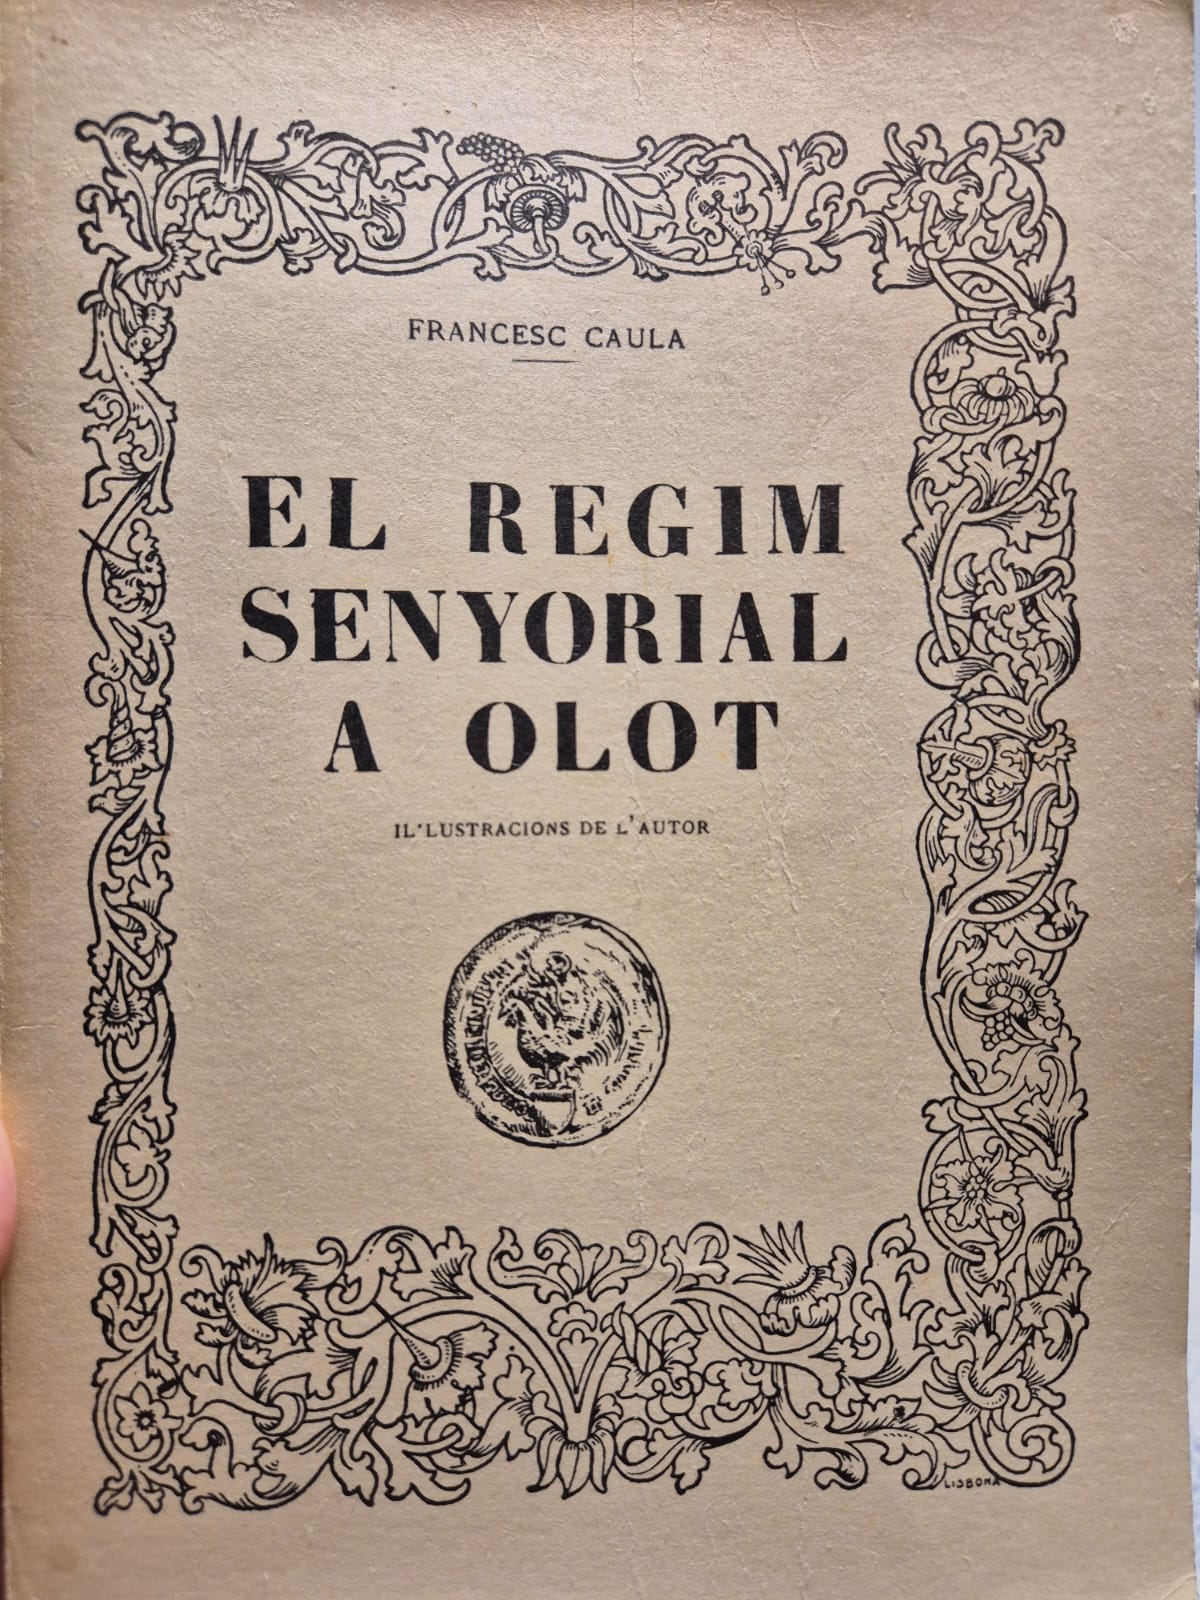 FRANCESC CAULA
EL REGIM
SENYORIAL
A OLOT
IL·LUSTRACIONS DE L'AUTOR
LISBONA